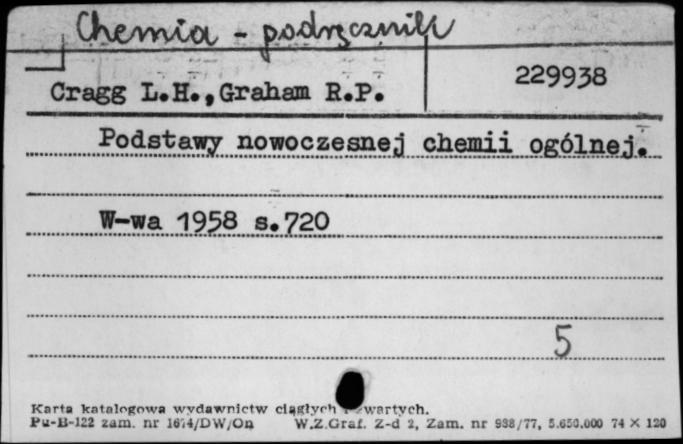 Chemia - podręcznik
Cragg L.H., Graham R.P.
229938
Podstawy nowoczesnej chemii ogólnej.
W-wa 1958 s.720
5
Karta katalogowa wydawnictw ciągłych i zwartych.
Pu-B-122 zam. nr 1674/DW/On W.Z.Graf. Z-d 2, Zam. nr 938/77, 5.650.000 74 X 120